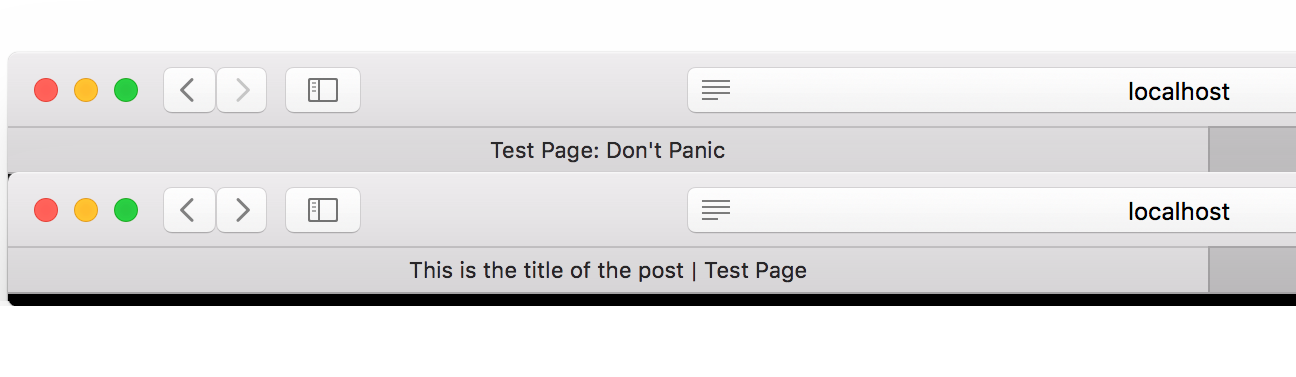 localhost
Test Page: Don't Panic
localhost
This is the title of the post | Test Page